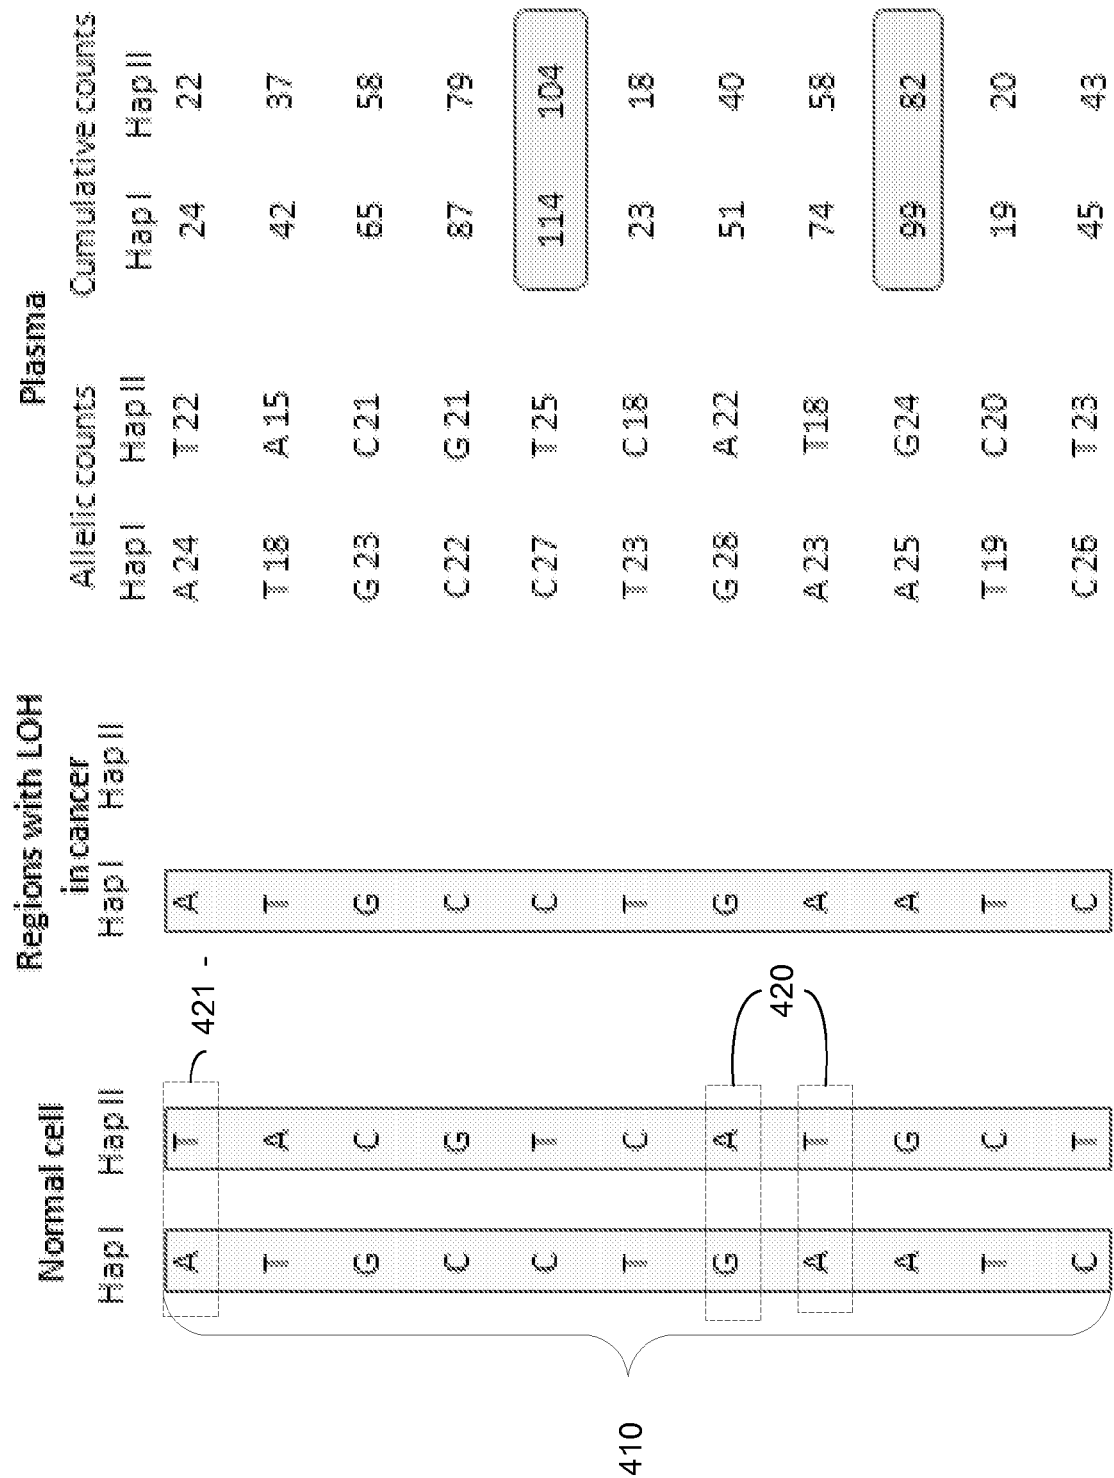 Normal cell Regions with LOH in cancer Plasma
Allelic counts Cumulative counts
Hap I Hap II Hap I Hap II Hap I Hap II Hap I Hap II
A T 421 - A A 24 T 22 24 22
T A T T 18 A 15 42 37
G C G G 23 C 21 65 58
C G C C 22 G 21 87 79
C T C C 27 T 25 114 104
410
T C T T 23 C 18 23 18
G A G G 28 A 22 51 40
420
A T A A 23 T 18 74 58
A G A A 25 G 24 99 82
T C T T 19 C 20 19 20
C T C C 26 T 23 45 43